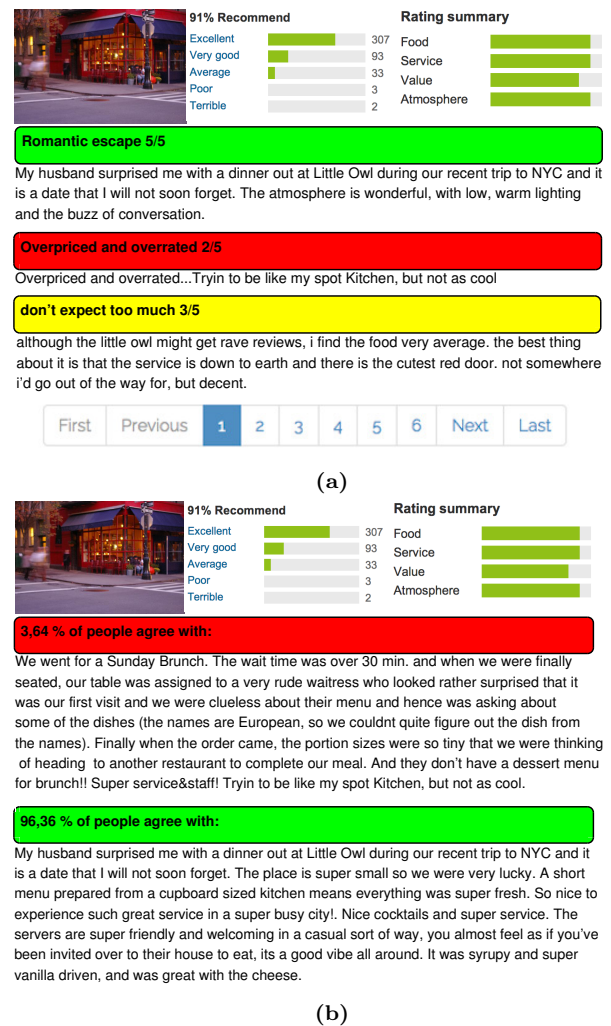 91% Recommend
Excellent 307
Very good 93
Average 33
Poor 3
Terrible 2
Rating summary
Food
Service
Value
Atmosphere
Romantic escape 5/5
My husband surprised me with a dinner out at Little Owl during our recent trip to NYC and it
is a date that I will not soon forget. The atmosphere is wonderful, with low, warm lighting
and the buzz of conversation.
Overpriced and overrated 2/5
Overpriced and overrated...Tryin to be like my spot Kitchen, but not as cool
don't expect too much 3/5
although the little owl might get rave reviews, i find the food very average. the best thing
about it is that the service is down to earth and there is the cutest red door. not somewhere
i'd go out of the way for, but decent.
First Previous 1 2 3 4 5 6 Next Last
(a)
91% Recommend
Excellent 307
Very good 93
Average 33
Poor 3
Terrible 2
Rating summary
Food
Service
Value
Atmosphere
3,64 % of people agree with:
We went for a Sunday Brunch. The wait time was over 30 min. and when we were finally
seated, our table was assigned to a very rude waitress who looked rather surprised that it
was our first visit and we were clueless about their menu and hence was asking about
some of the dishes (the names are European, so we couldnt quite figure out the dish from
the names). Finally when the order came, the portion sizes were so tiny that we were thinking
of heading to another restaurant to complete our meal. And they don't have a dessert menu
for brunch!! Super service&staff! Tryin to be like my spot Kitchen, but not as cool.
96,36 % of people agree with:
My husband surprised me with a dinner out at Little Owl during our recent trip to NYC and it
is a date that I will not soon forget. The place is super small so we were very lucky. A short
menu prepared from a cupboard sized kitchen means everything was super fresh. So nice to
experience such great service in a super busy city!. Nice cocktails and super service. The
servers are super friendly and welcoming in a casual sort of way, you almost feel as if you've
been invited over to their house to eat, its a good vibe all around. It was syrupy and super
vanilla driven, and was great with the cheese.
(b)